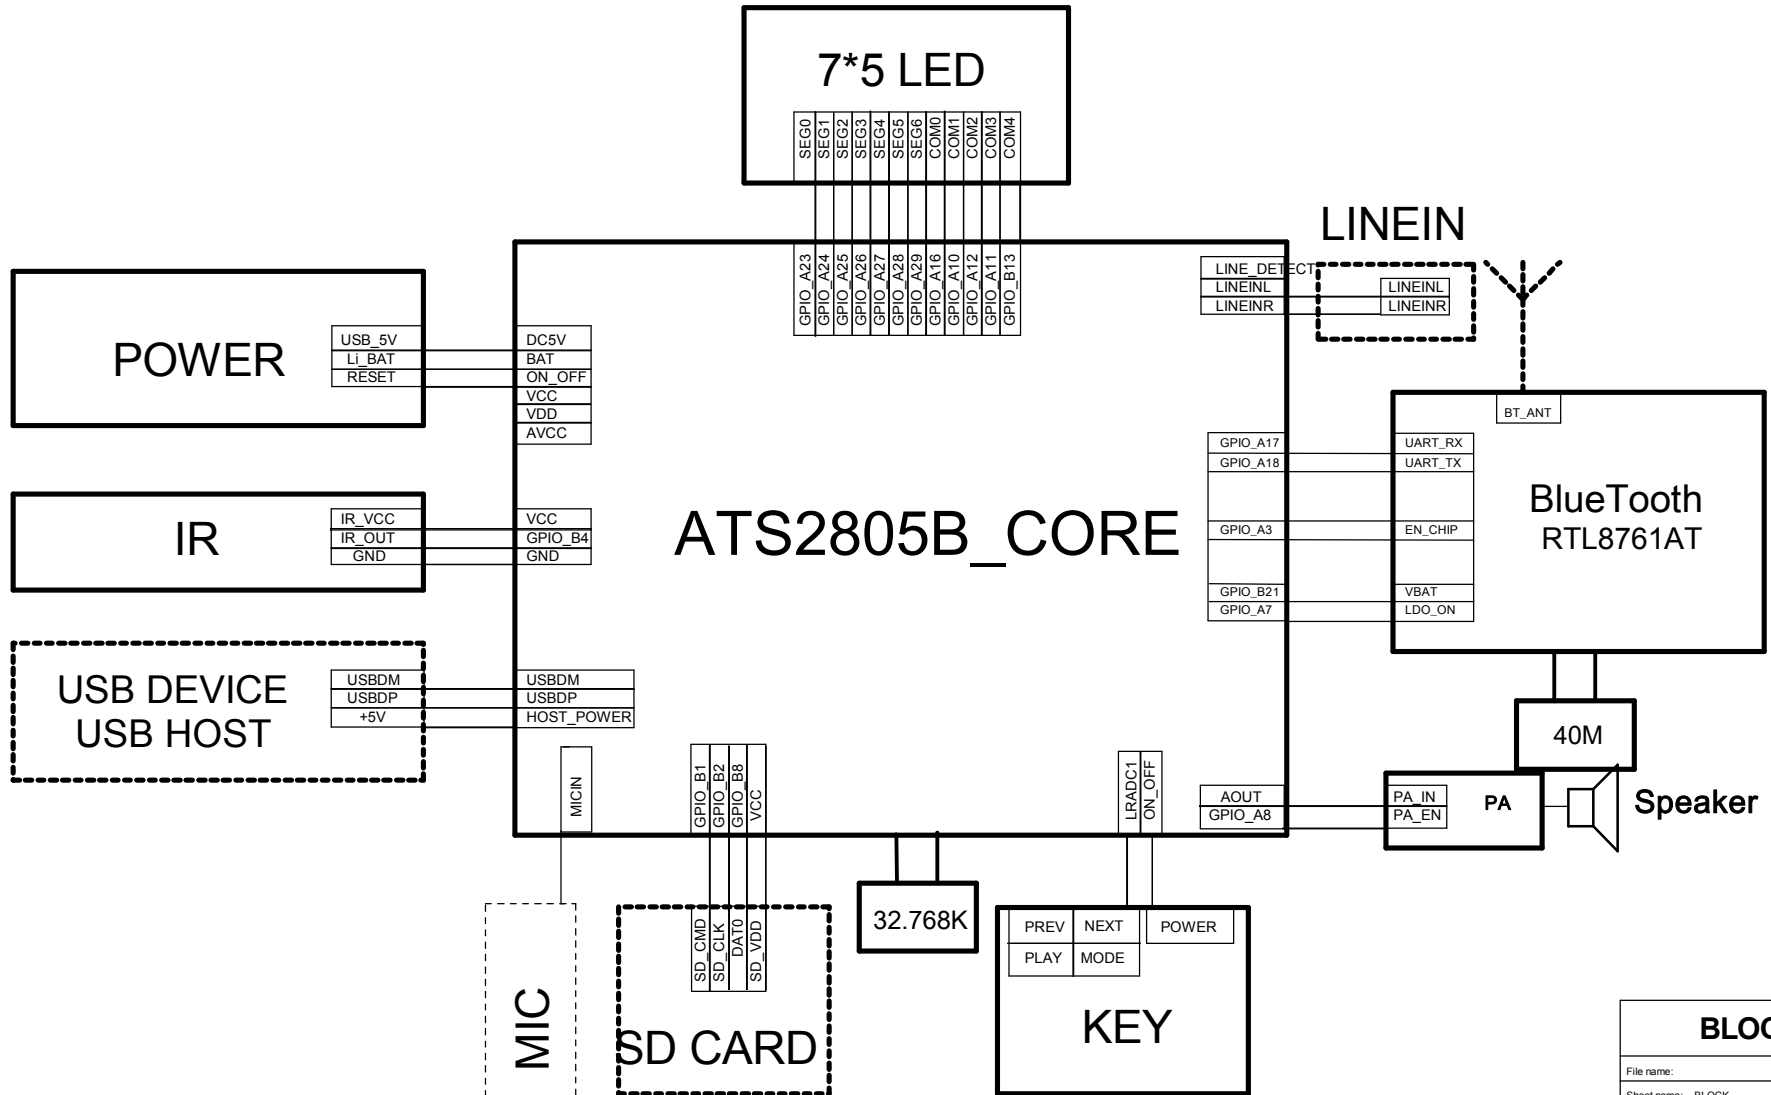 7*5 LED
SEG0
SEG1
SEG2
SEG3
SEG4
SEG5
SEG6
COM0
COM1
COM2
COM3
COM4
GPIO_A23
GPIO_A24
GPIO_A25
GPIO_A26
GPIO_A27
GPIO_A28
GPIO_A29
GPIO_A16
GPIO_A10
GPIO_A12
GPIO_A11
GPIO_B13
LINEIN
LINE_DETECT
LINEINL
LINEINR
LINEINL
LINEINR
POWER
USB_5V
Li_BAT
RESET
DC5V
BAT
ON_OFF
VCC
VDD
AVCC
BT_ANT
GPIO_A17
GPIO_A18
GPIO_A3
GPIO_B21
GPIO_A7
UART_RX
UART_TX
EN_CHIP
VBAT
LDO_ON
BlueTooth
RTL8761AT
IR
IR_VCC
IR_OUT
GND
VCC
GPIO_B4
GND
ATS2805B_CORE
USB DEVICE
USB HOST
USBDM
USBDP
+5V
USBDM
USBDP
HOST_POWER
40M
MICIN
GPIO_B1
GPIO_B2
GPIO_B8
VCC
LRADC1
ON_OFF
AOUT
GPIO_A8
PA_IN
PA_EN
PA
Speaker
MIC
SD_CMD
SD_CLK
DAT0
SD_VDD
SD CARD
32.768K
PREV NEXT POWER
PLAY MODE
KEY
BLOC
File name:
Sheet name: BLOCK